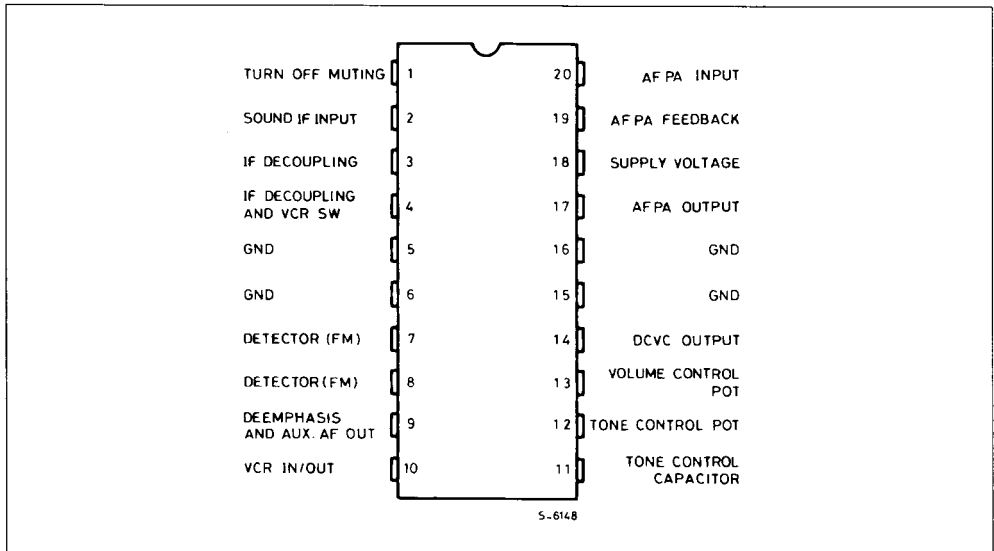 TURN OFF MUTING 1 20 AF PA INPUT
SOUND IF INPUT 2 19 AF PA FEEDBACK
IF DECOUPLING 3 18 SUPPLY VOLTAGE
IF DECOUPLING
AND VCR SW 4 17 AF PA OUTPUT
GND 5 16 GND
GND 6 15 GND
DETECTOR (FM) 7 14 DCVC OUTPUT
DETECTOR (FM) 8 13 VOLUME CONTROL
POT
DEEMPHASIS
AND AUX. AF OUT 9 12 TONE CONTROL POT
VCR IN/OUT 10 11 TONE CONTROL
CAPACITOR
S-6148